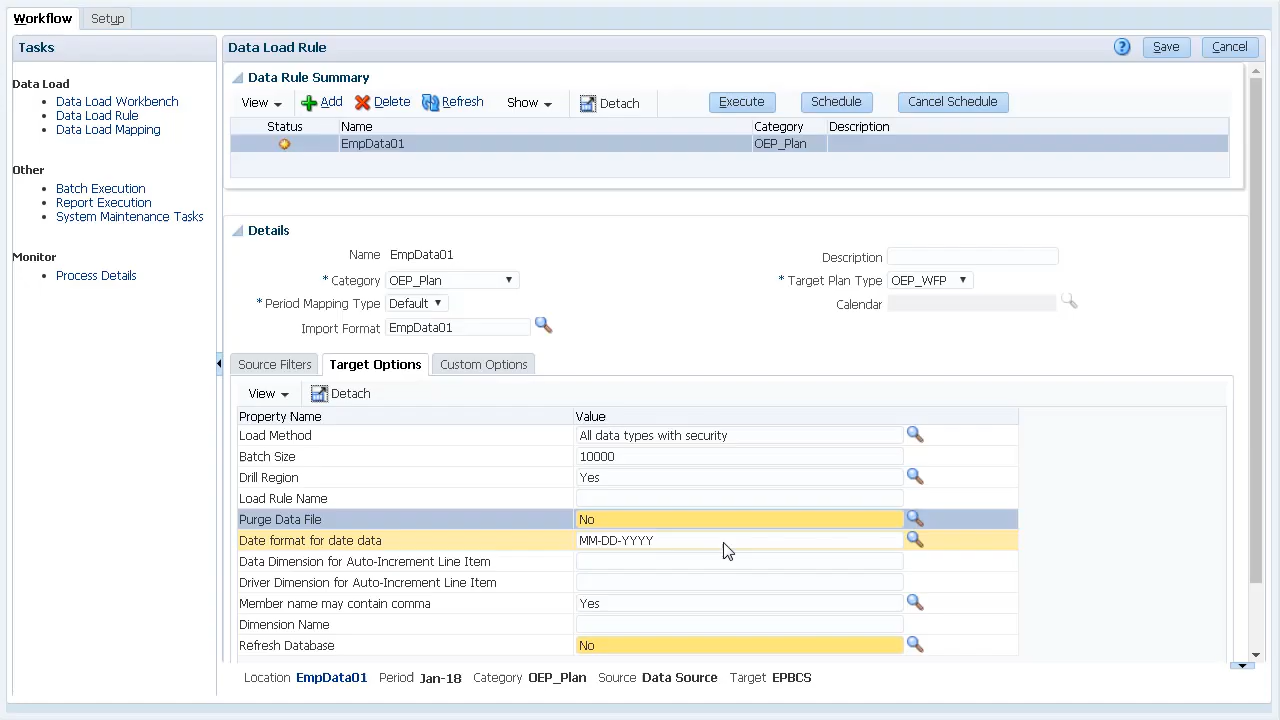 Workflow Setup
Tasks
Data Load
Data Load Workbench
Data Load Rule
Data Load Mapping
Other
Batch Execution
Report Execution
System Maintenance Tasks
Monitor
Process Details
Data Load Rule ? Save Cancel
Data Rule Summary
View Add Delete Refresh Show Detach Execute Schedule Cancel Schedule
Status Name Category Description
EmpData01 OEP_Plan
Details
Name EmpData01 Description
* Category OEP_Plan * Target Plan Type OEP_WFP
* Period Mapping Type Default Calendar
Import Format EmpData01
Source Filters Target Options Custom Options
View Detach
Property Name Value
Load Method All data types with security
Batch Size 10000
Drill Region Yes
Load Rule Name
Purge Data File No
Date format for date data MM-DD-YYYY
Data Dimension for Auto-Increment Line Item
Driver Dimension for Auto-Increment Line Item
Member name may contain comma Yes
Dimension Name
Refresh Database No
Location EmpData01 Period Jan-18 Category OEP_Plan Source Data Source Target EPBCS